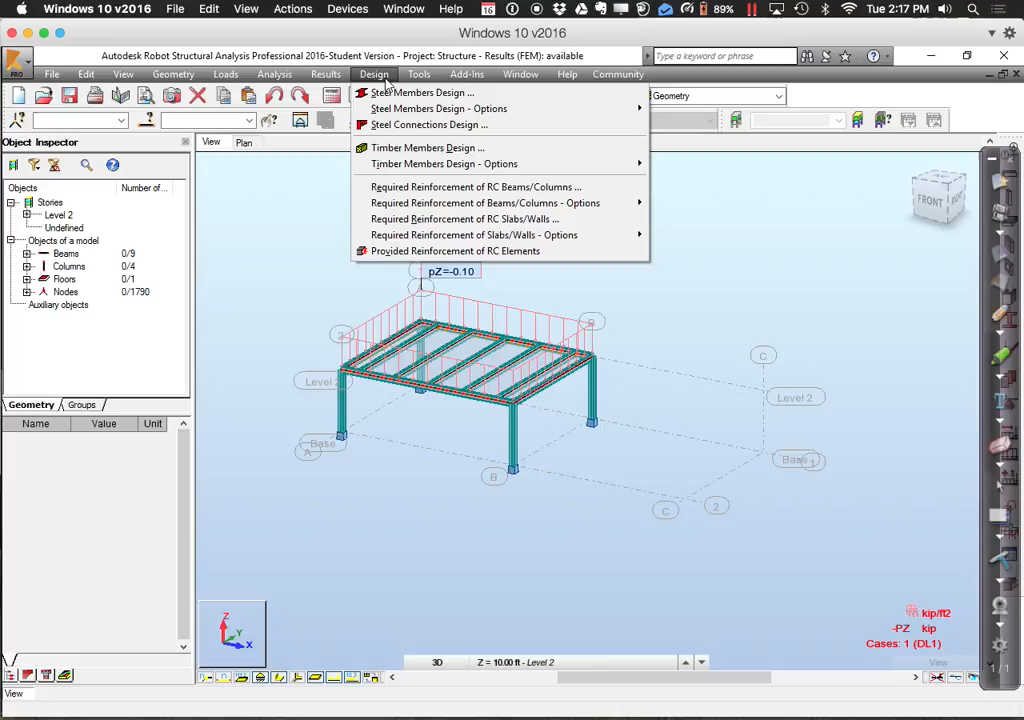 Windows 10 v2016 File Edit View Actions Devices Window Help 16 89% Tue 2:17 PM
Windows 10 v2016
PRO
Autodesk Robot Structural Analysis Professional 2016-Student Version - Project: Structure - Results (FEM): available
Type a keyword or phrase
File Edit View Geometry Loads Analysis Results Design Tools Add-Ins Window Help Community
Geometry
Steel Members Design ...
Steel Members Design - Options
Steel Connections Design ...
Timber Members Design ...
Timber Members Design - Options
Required Reinforcement of RC Beams/Columns ...
Required Reinforcement of Beams/Columns - Options
Required Reinforcement of RC Slabs/Walls ...
Required Reinforcement of Slabs/Walls - Options
Provided Reinforcement of RC Elements
Object Inspector
View Plan
Objects Number of...
Stories
Level 2
Undefined
Objects of a model
Beams 0/9
Columns 0/4
Floors 0/1
Nodes 0/1790
Auxiliary objects
Geometry Groups
Name Value Unit
FRONT
pZ=-0.10
A
2
B
C
Level 2
Level 2
Base
A
Base 1
B
C
2
Z
Y
X
kip/ft2
-PZ kip
Cases: 1 (DL1)
3D Z = 10.00 ft - Level 2
View
1/1
View